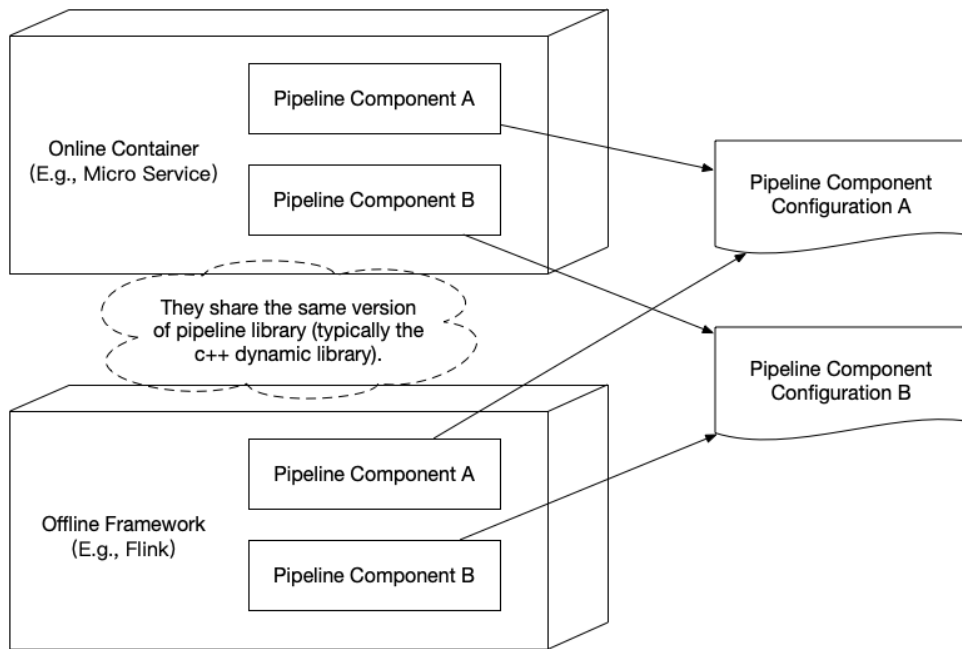 Pipeline Component A
Online Container
(E.g., Micro Service)
Pipeline Component B
Pipeline Component
Configuration A
They share the same version
of pipeline library (typically the
c++ dynamic library).
Pipeline Component
Configuration B
Pipeline Component A
Offline Framework
(E.g., Flink)
Pipeline Component B